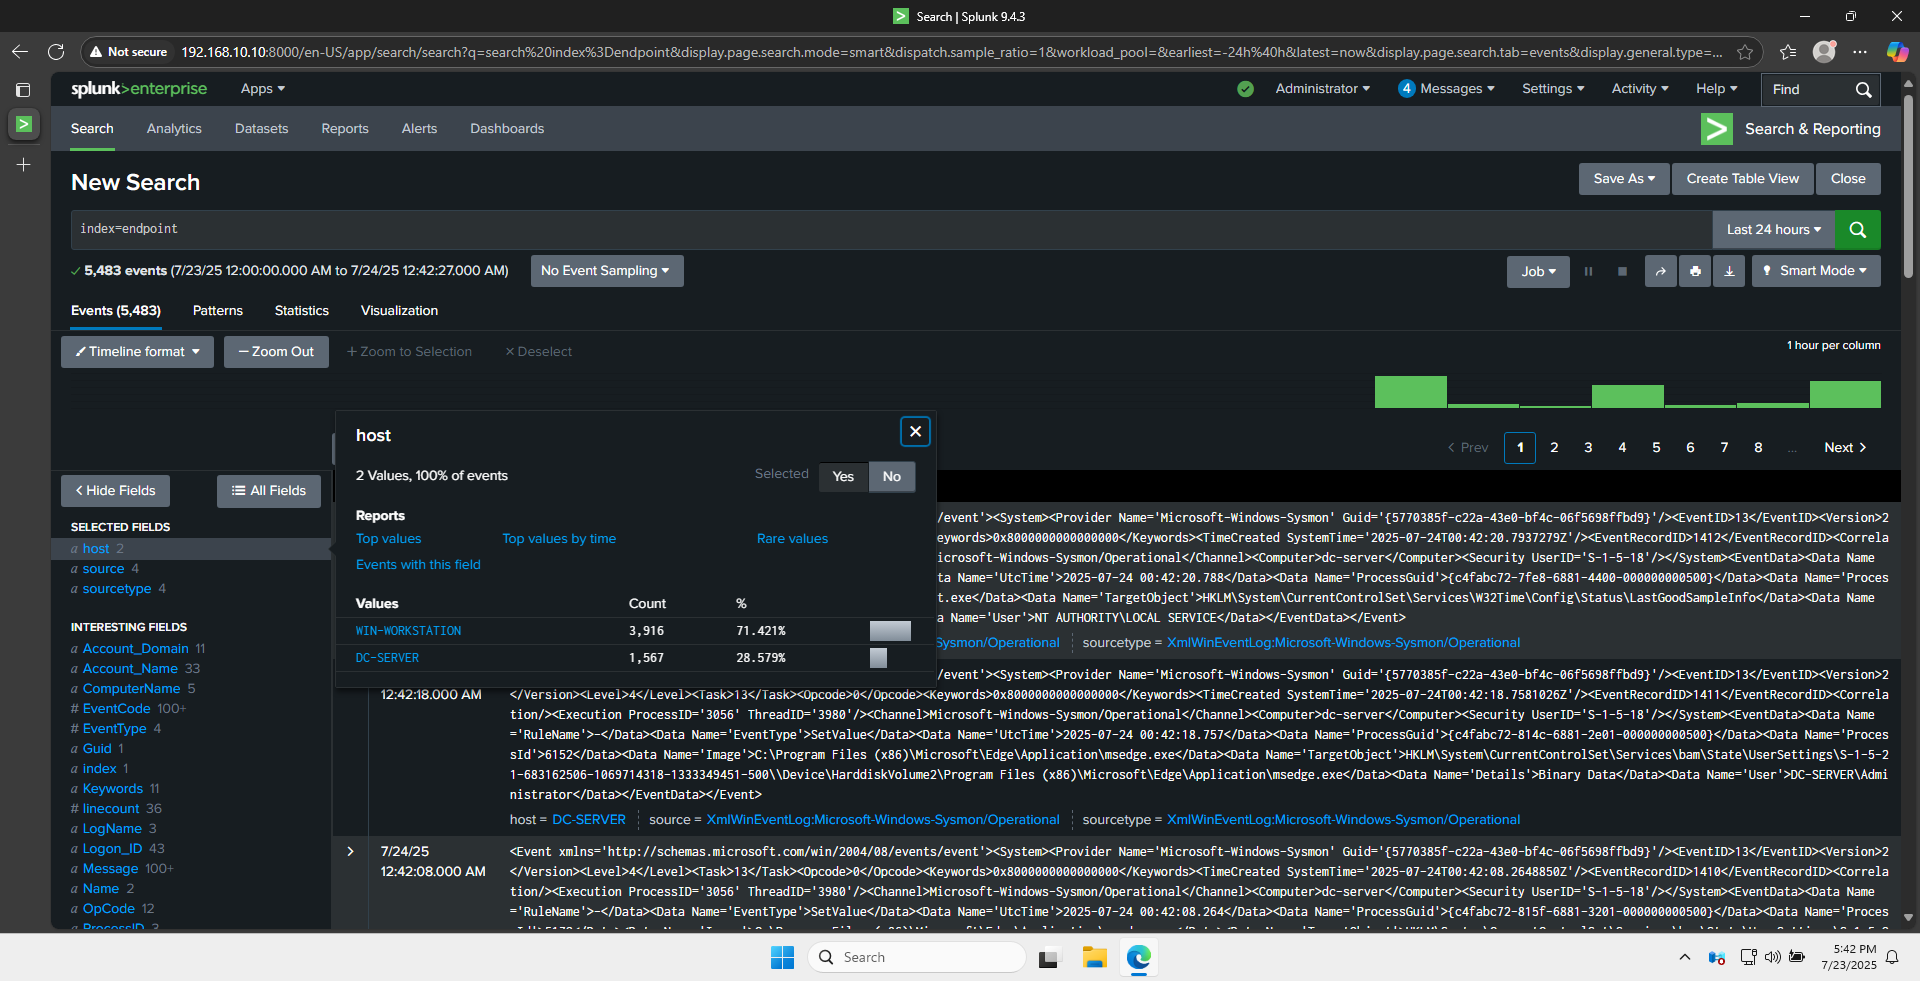 Search | Splunk 9.4.3
Not secure 192.168.10.10:8000/en-US/app/search/search?q=search%20index%3Dendpoint&display.page.search.mode=smart&dispatch.sample_ratio=1&workload_pool=&earliest=-24h%40h&latest=now&display.page.search.tab=events&display.general.type=...
splunk>enterprise Apps Administrator 4 Messages Settings Activity Help Find
Search Analytics Datasets Reports Alerts Dashboards Search & Reporting
New Search Save As Create Table View Close
index=endpoint Last 24 hours
5,483 events (7/23/25 12:00:00.000 AM to 7/24/25 12:42:27.000 AM) No Event Sampling Job Smart Mode
Events (5,483) Patterns Statistics Visualization
Timeline format — Zoom Out + Zoom to Selection × Deselect 1 hour per column
< Prev 1 2 3 4 5 6 7 8 ... Next >
host
2 Values, 100% of events Selected Yes No
Reports
Top values Top values by time Rare values
Events with this field
Values Count %
WIN-WORKSTATION 3,916 71.421%
DC-SERVER 1,567 28.579%
< Hide Fields All Fields
SELECTED FIELDS
a host 2
a source 4
a sourcetype 4
INTERESTING FIELDS
a Account_Domain 11
a Account_Name 33
a ComputerName 5
# EventCode 100+
# EventType 4
a Guid 1
a index 1
a Keywords 11
# linecount 36
a LogName 3
a Logon_ID 43
a Message 100+
a Name 2
a OpCode 12
a ProcessID 3
/event'><System><Provider Name='Microsoft-Windows-Sysmon' Guid='{5770385f-c22a-43e0-bf4c-06f5698ffbd9}'/><EventID>13</EventID><Version>2
eywords>0x8000000000000000</Keywords><TimeCreated SystemTime='2025-07-24T00:42:20.7937279Z'/><EventRecordID>1412</EventRecordID><Correla
icrosoft-Windows-Sysmon/Operational</Channel><Computer>dc-server</Computer><Security UserID='S-1-5-18'/></System><EventData><Data Name
ta Name='UtcTime'>2025-07-24 00:42:20.788</Data><Data Name='ProcessGuid'>{c4fabc72-7fe8-6881-4400-000000000500}</Data><Data Name='Proces
t.exe</Data><Data Name='TargetObject'>HKLM\System\CurrentControlSet\Services\W32Time\Config\Status\LastGoodSampleInfo</Data><Data Name
a Name='User'>NT AUTHORITY\LOCAL SERVICE</Data></EventData></Event>
Sysmon/Operational sourcetype = XmlWinEventLog:Microsoft-Windows-Sysmon/Operational
/event'><System><Provider Name='Microsoft-Windows-Sysmon' Guid='{5770385f-c22a-43e0-bf4c-06f5698ffbd9}'/><EventID>13</EventID><Version>2
12:42:18.000 AM </Version><Level>4</Level><Task>13</Task><Opcode>0</Opcode><Keywords>0x8000000000000000</Keywords><TimeCreated SystemTime='2025-07-24T00:42:18.7581026Z'/><EventRecordID>1411</EventRecordID><Correla
tion/><Execution ProcessID='3056' ThreadID='3980'/><Channel>Microsoft-Windows-Sysmon/Operational</Channel><Computer>dc-server</Computer><Security UserID='S-1-5-18'/></System><EventData><Data Name
='RuleName'>-</Data><Data Name='EventType'>SetValue</Data><Data Name='UtcTime'>2025-07-24 00:42:18.757</Data><Data Name='ProcessGuid'>{c4fabc72-814c-6881-2e01-000000000500}</Data><Data Name='Proces
sId'>6152</Data><Data Name='Image'>C:\Program Files (x86)\Microsoft\Edge\Application\msedge.exe</Data><Data Name='TargetObject'>HKLM\System\CurrentControlSet\Services\bam\State\UserSettings\S-1-5-2
1-683162506-1069714318-1333349451-500\\Device\HarddiskVolume2\Program Files (x86)\Microsoft\Edge\Application\msedge.exe</Data><Data Name='Details'>Binary Data</Data><Data Name='User'>DC-SERVER\Admi
nistrator</Data></EventData></Event>
host = DC-SERVER source = XmlWinEventLog:Microsoft-Windows-Sysmon/Operational sourcetype = XmlWinEventLog:Microsoft-Windows-Sysmon/Operational
7/24/25 <Event xmlns='http://schemas.microsoft.com/win/2004/08/events/event'><System><Provider Name='Microsoft-Windows-Sysmon' Guid='{5770385f-c22a-43e0-bf4c-06f5698ffbd9}'/><EventID>13</EventID><Version>2
12:42:08.000 AM </Version><Level>4</Level><Task>13</Task><Opcode>0</Opcode><Keywords>0x8000000000000000</Keywords><TimeCreated SystemTime='2025-07-24T00:42:08.2648850Z'/><EventRecordID>1410</EventRecordID><Correla
tion/><Execution ProcessID='3056' ThreadID='3980'/><Channel>Microsoft-Windows-Sysmon/Operational</Channel><Computer>dc-server</Computer><Security UserID='S-1-5-18'/></System><EventData><Data Name
='RuleName'>-</Data><Data Name='EventType'>SetValue</Data><Data Name='UtcTime'>2025-07-24 00:42:08.264</Data><Data Name='ProcessGuid'>{c4fabc72-815f-6881-3201-000000000500}</Data><Data Name='Proces
Search 5:42 PM
7/23/2025